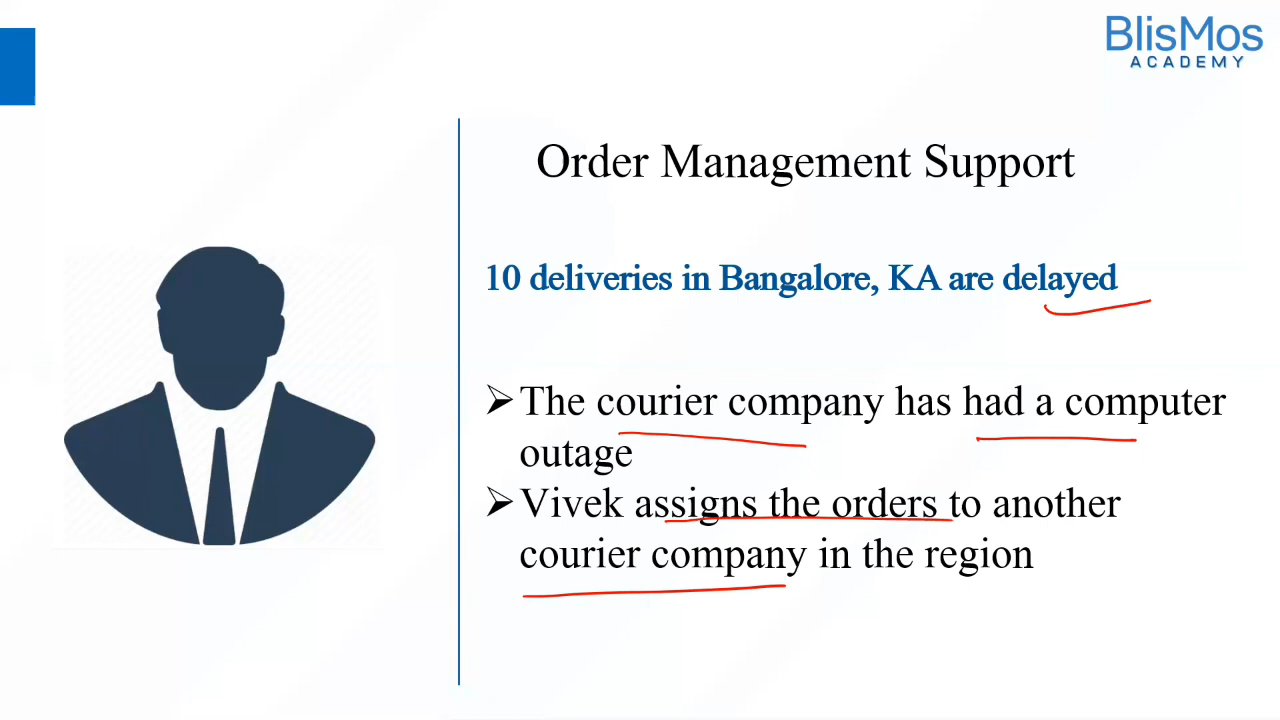 BlisMos
ACADEMY
Order Management Support
10 deliveries in Bangalore, KA are delayed
➢The courier company has had a computer
outage
➢Vivek assigns the orders to another
courier company in the region